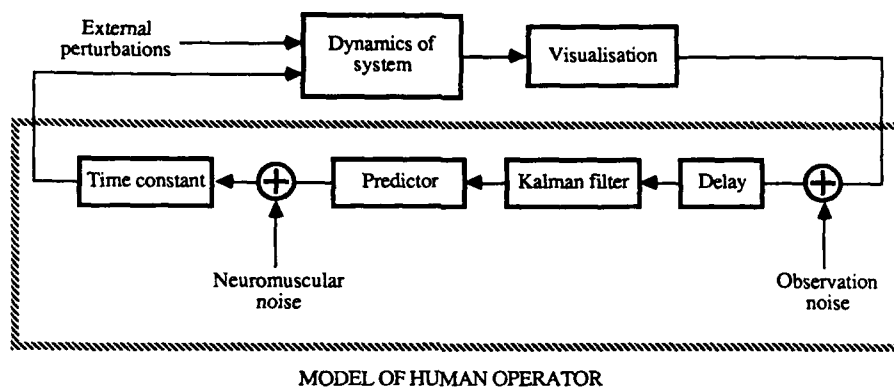 External
perturbations
Dynamics of
system
Visualisation
Time constant
Predictor
Kalman filter
Delay
Neuromuscular
noise
Observation
noise
MODEL OF HUMAN OPERATOR